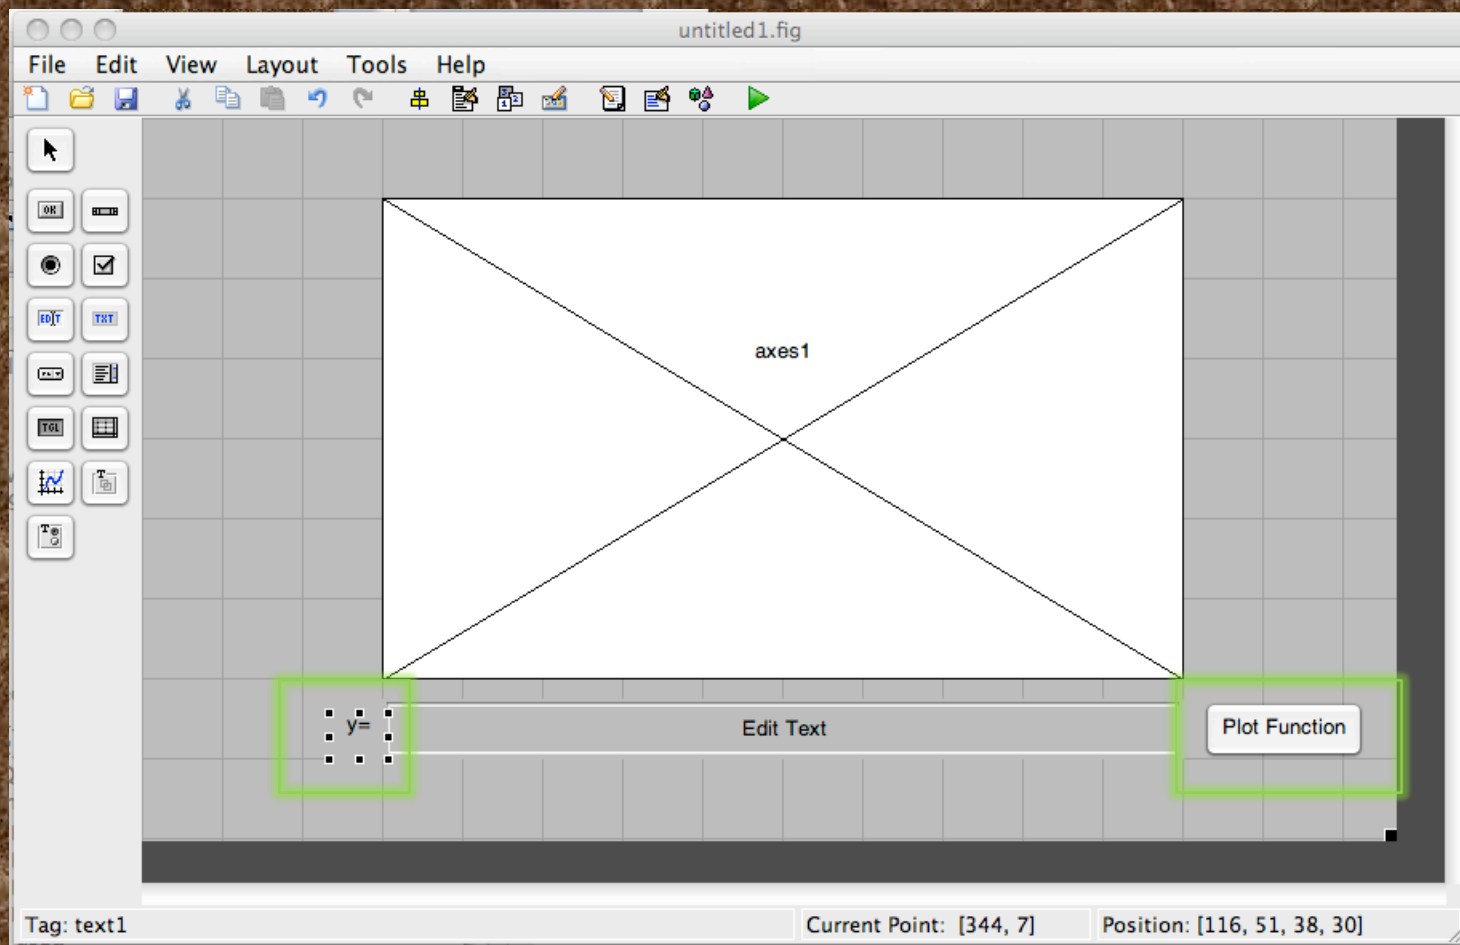 untitled1.fig
File Edit View Layout Tools Help
OK
EDIT TXT
TGL
T
T
axes1
y= Edit Text Plot Function
Tag: text1 Current Point: [344, 7] Position: [116, 51, 38, 30]